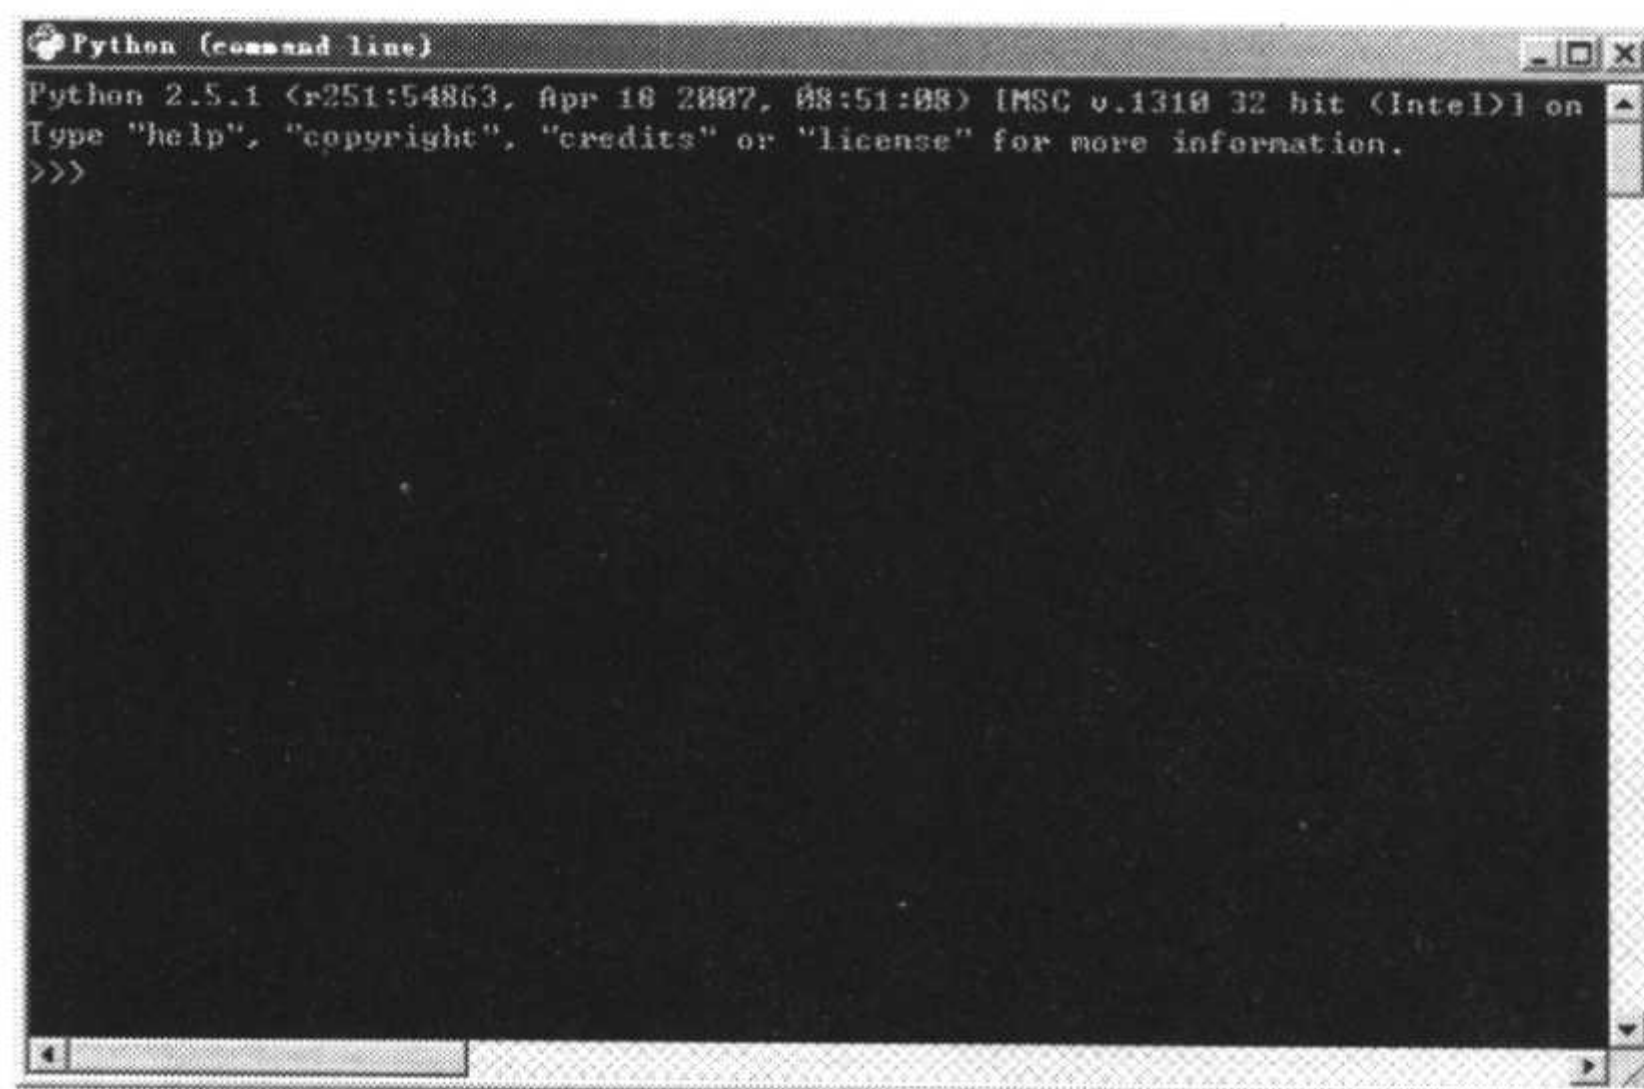 Python (command line)
Python 2.5.1 (r251:54863, Apr 18 2007, 08:51:08) [MSC v.1310 32 bit (Intel)] on
Type "help", "copyright", "credits" or "license" for more information.
>>>